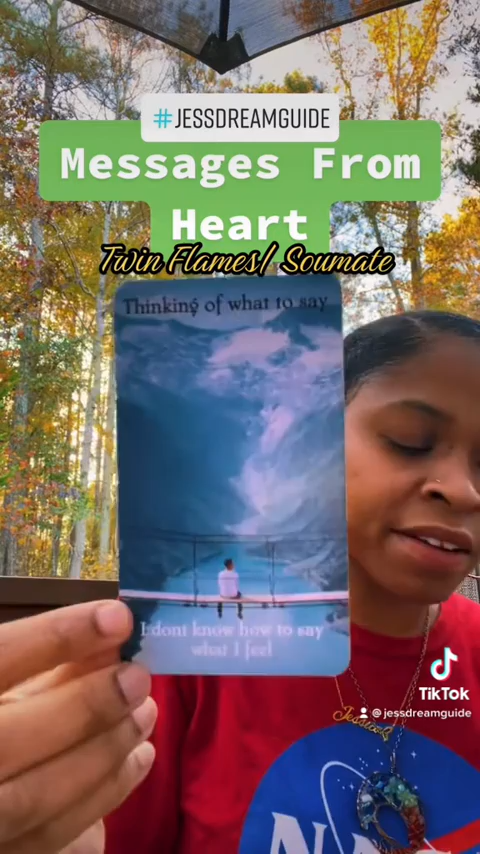 #JESSDREAMGUIDE
Messages From
Heart
Twin Flames/ Soumate
Thinking of what to say
I dont know how to say
what I feel
TikTok
@jessdreamguide
NASA